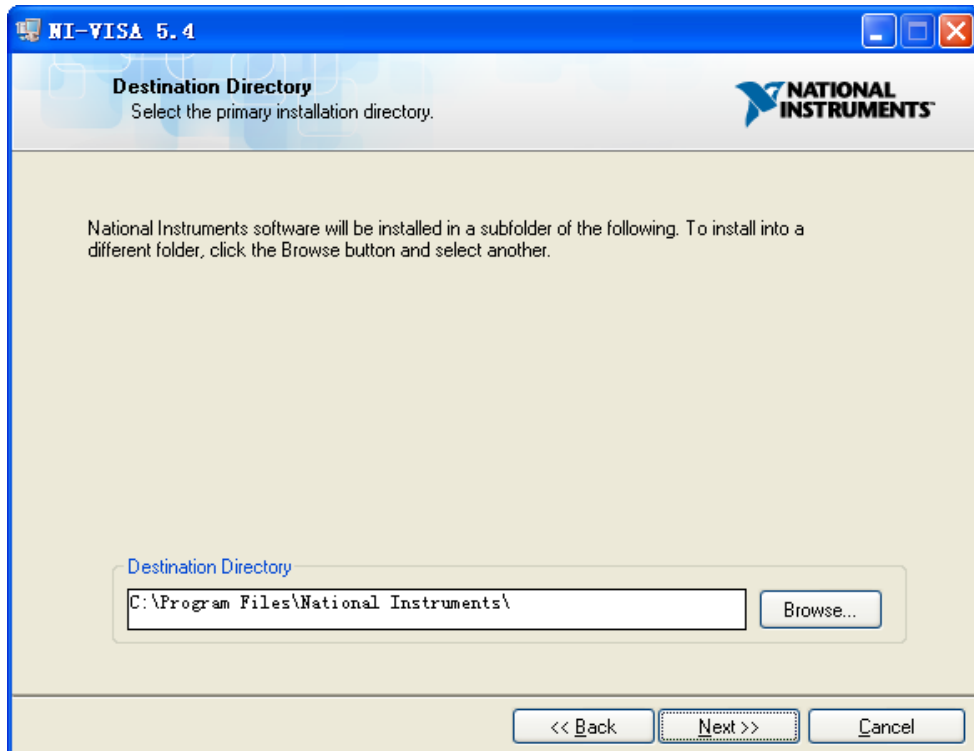 NI-VISA 5.4
Destination Directory
Select the primary installation directory.
NATIONAL
INSTRUMENTS™
National Instruments software will be installed in a subfolder of the following. To install into a
different folder, click the Browse button and select another.
Destination Directory
C:\Program Files\National Instruments\
Browse...
<< Back
Next >>
Cancel